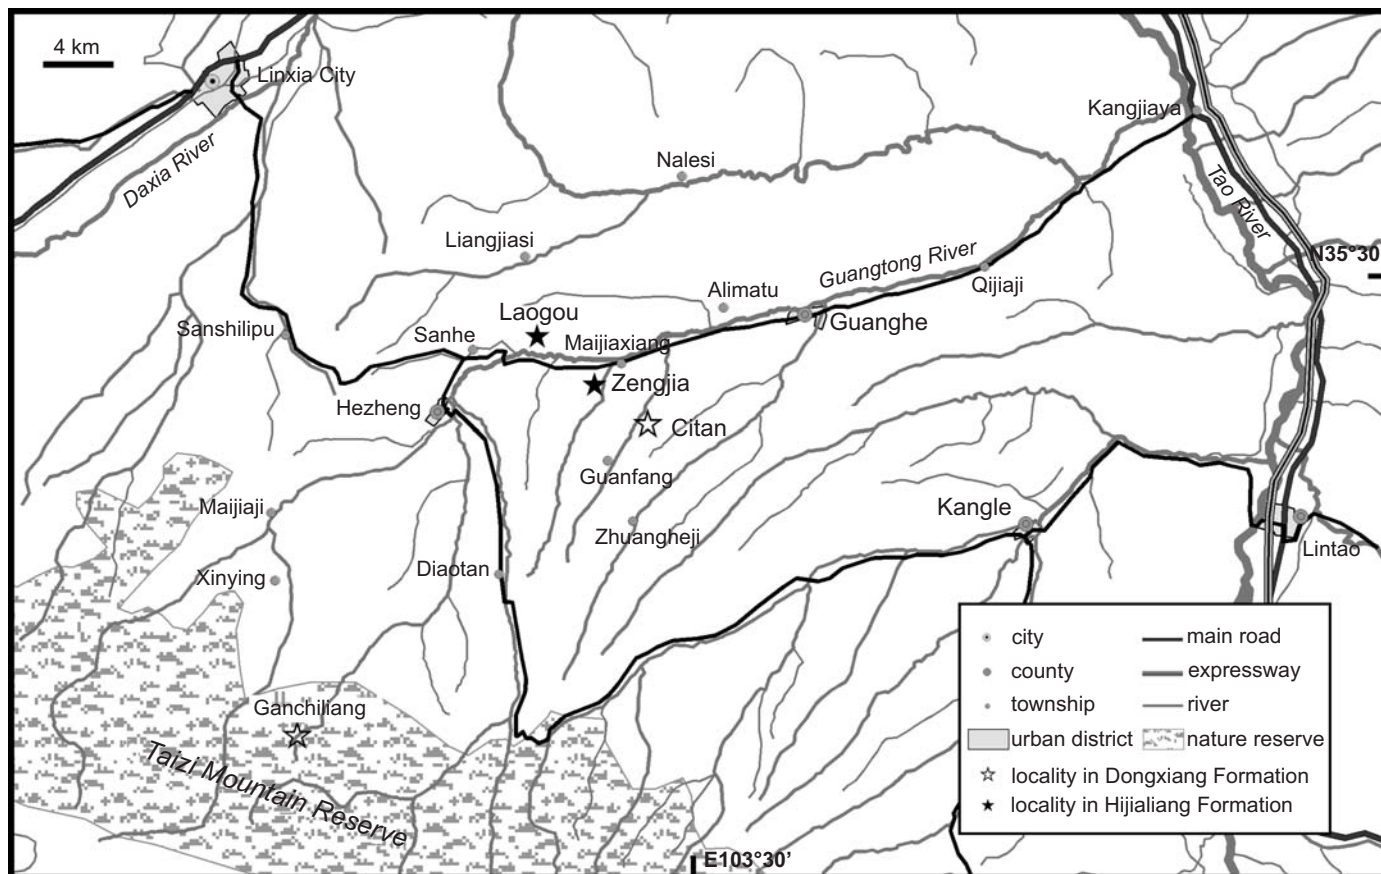 4 km
Linxia City
Kangjiaya
Daxia River
Nalesi
Tao River
Liangjiasi
Guangtong River
N35°30
Qijiaji
Alimatu
Laogou
Guanghe
Sanshilipu
Sanhe
Maijiaxiang
Zengjia
Hezheng
Citan
Guanfang
Maijiaji
Kangle
Zhuangheji
Lintao
Xinying
Diaotan
Ganchiliang
Taizi Mountain Reserve
E103°30’
city
main road
county
expressway
township
river
urban district
nature reserve
locality in Dongxiang Formation
locality in Hijialiang Formation